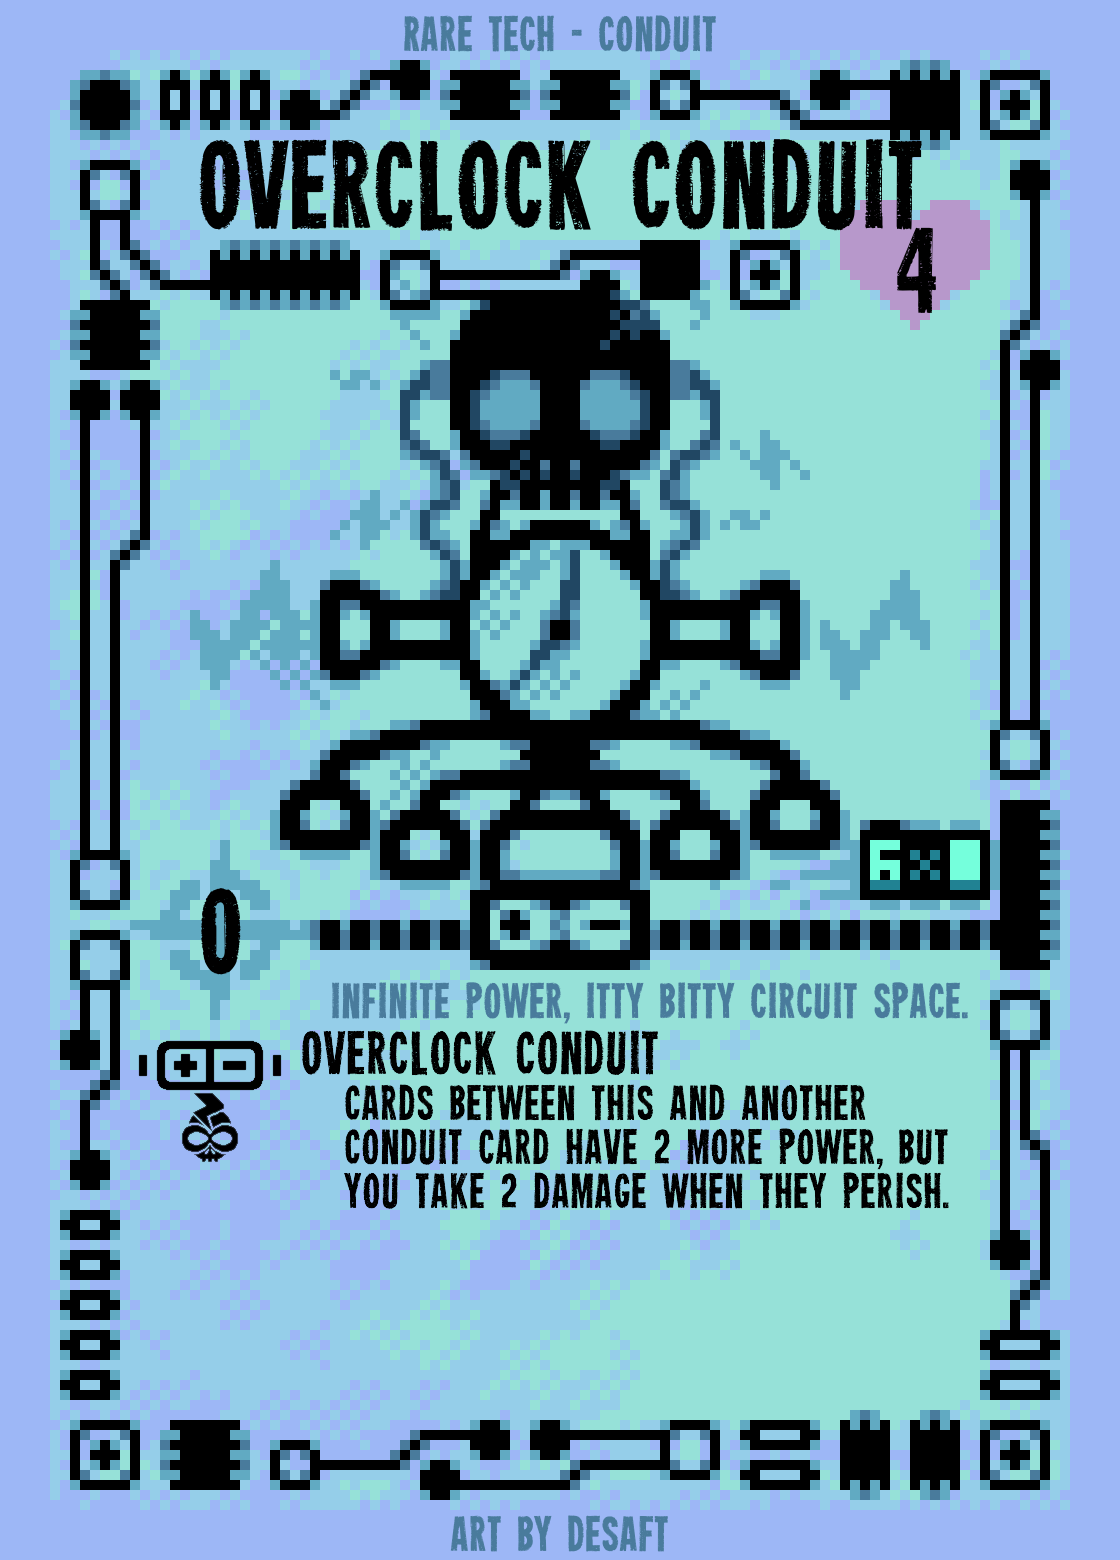 RARE TECH - CONDUIT
OVERCLOCK CONDUIT
4
6x
0
INFINITE POWER, ITTY BITTY CIRCUIT SPACE.
OVERCLOCK CONDUIT
CARDS BETWEEN THIS AND ANOTHER
CONDUIT CARD HAVE 2 MORE POWER, BUT
YOU TAKE 2 DAMAGE WHEN THEY PERISH.
ART BY DESAFT